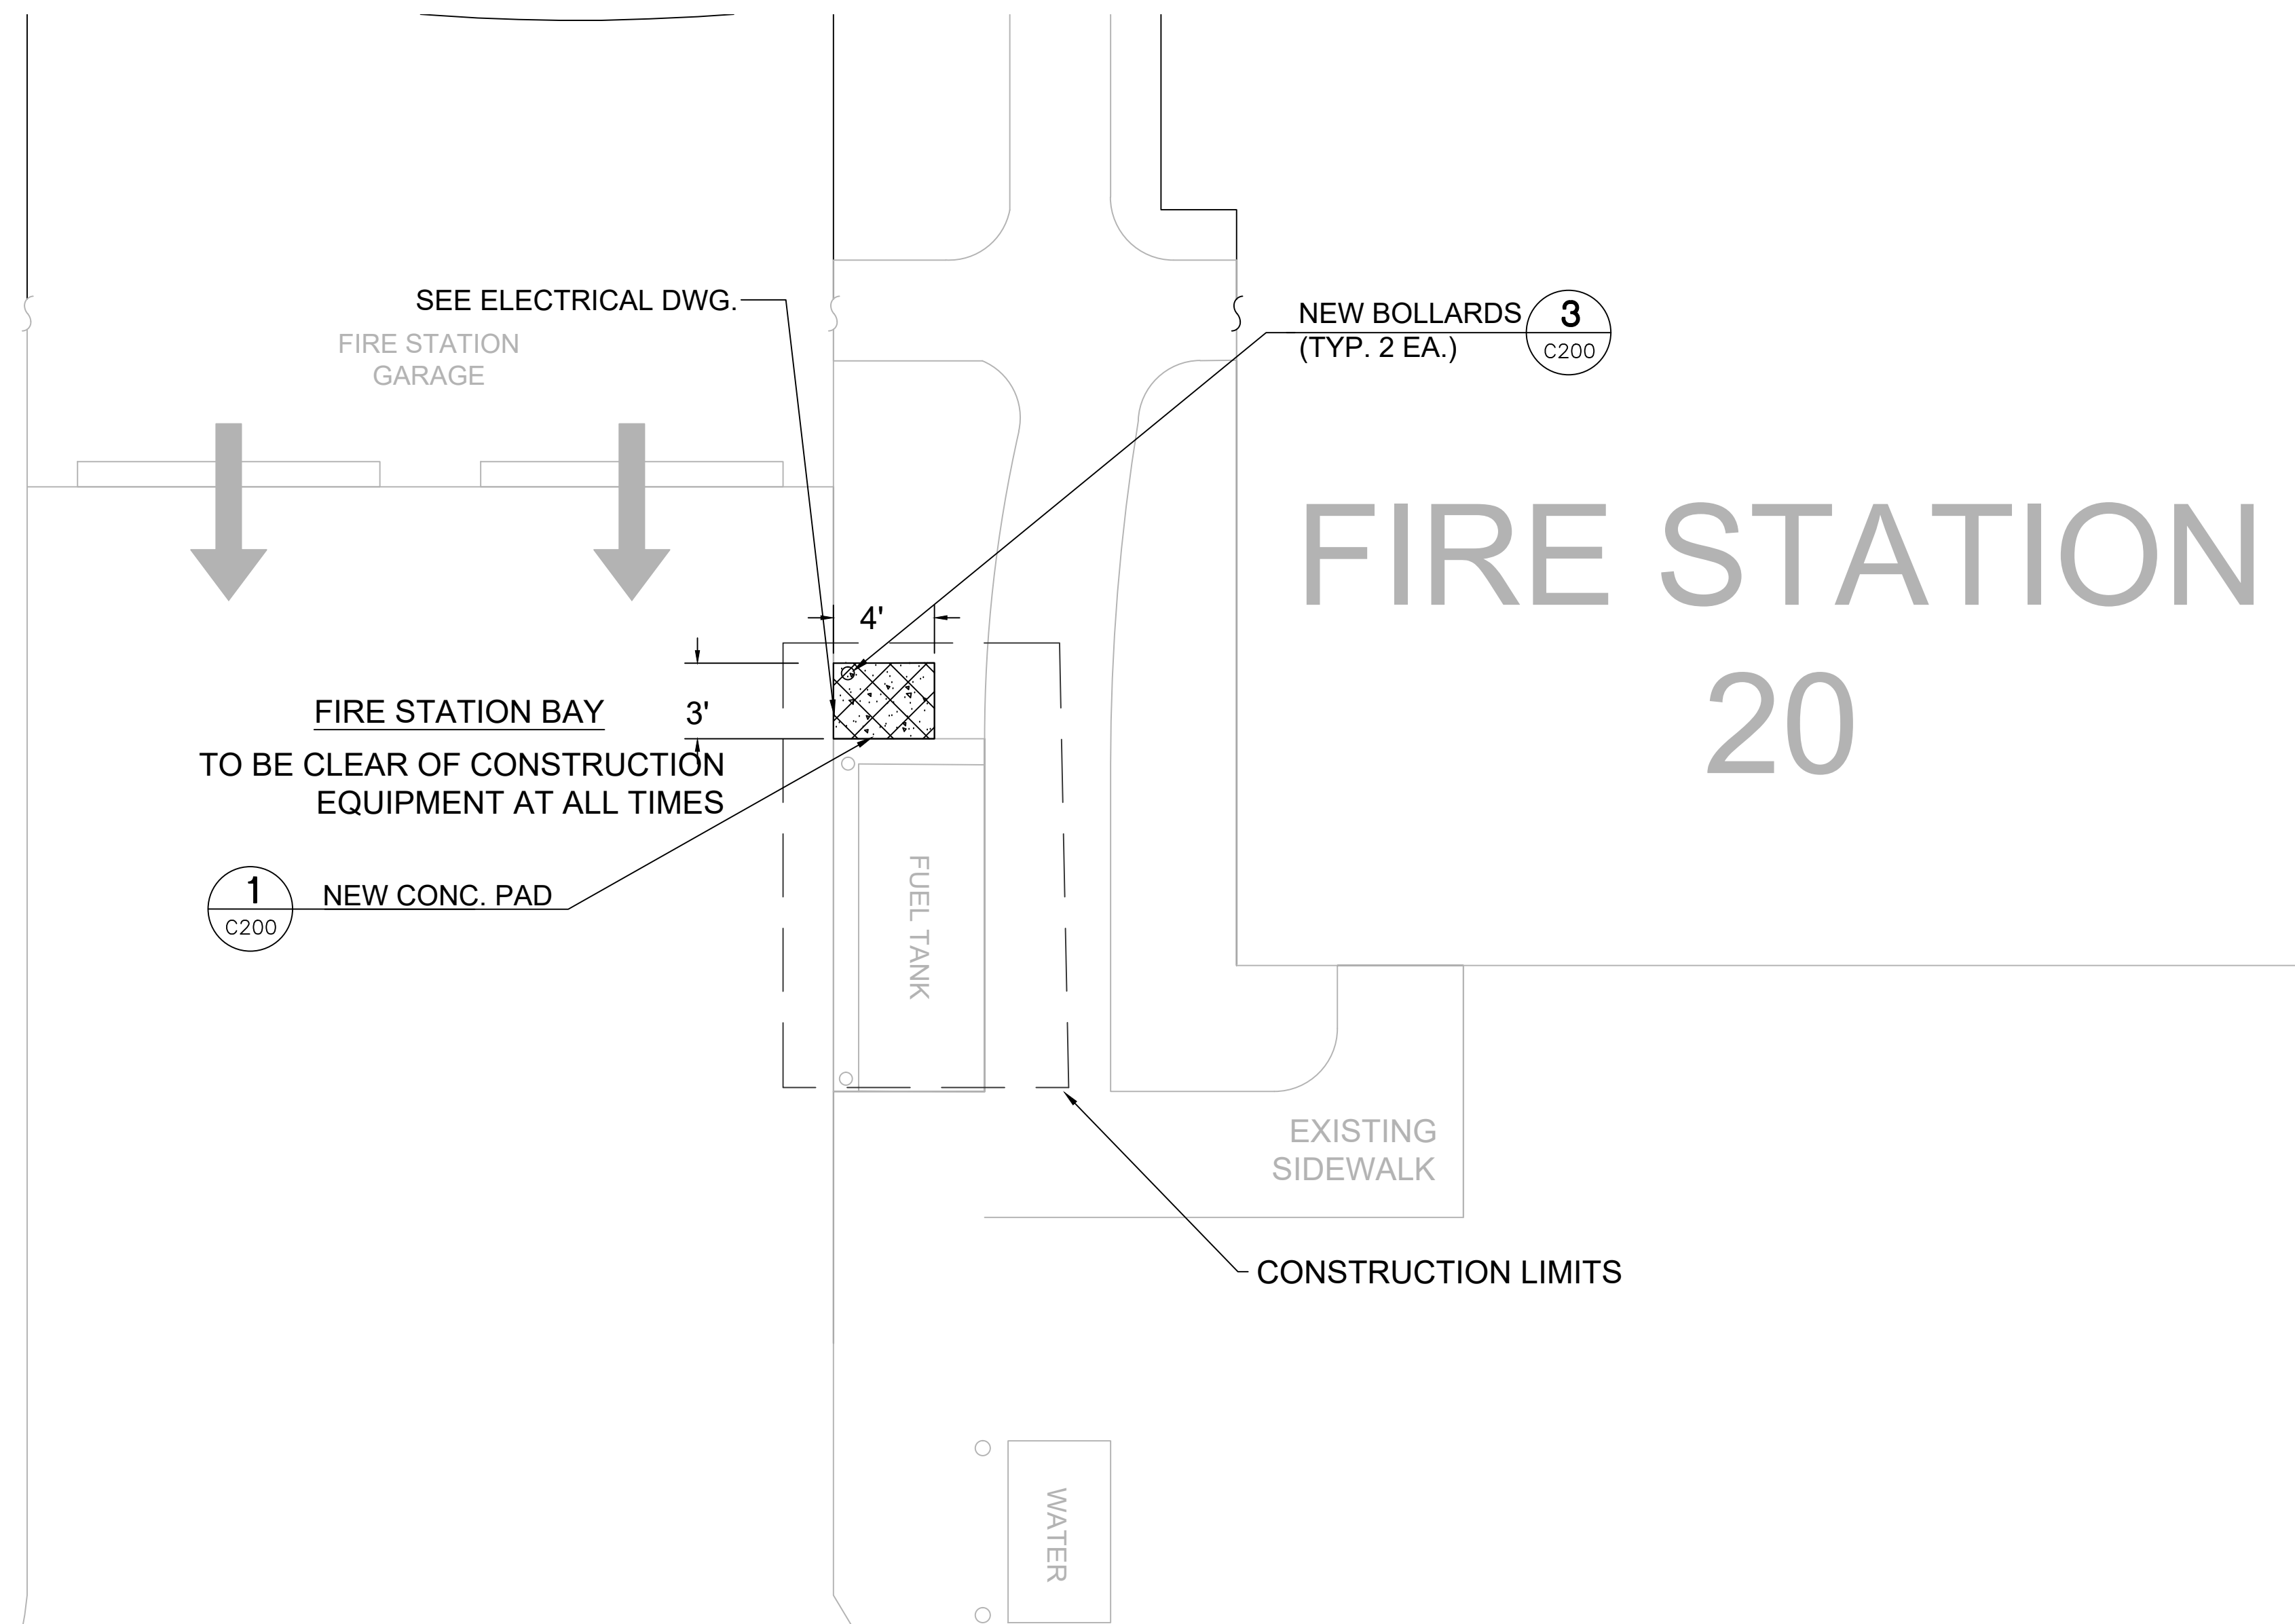 SEE ELECTRICAL DWG.
FIRE STATION
GARAGE
NEW BOLLARDS
(TYP. 2 EA.)
3
C200
FIRE STATION
20
4'
3'
FIRE STATION BAY
TO BE CLEAR OF CONSTRUCTION
EQUIPMENT AT ALL TIMES
1
C200
NEW CONC. PAD
FUEL TANK
EXISTING
SIDEWALK
CONSTRUCTION LIMITS
WATER